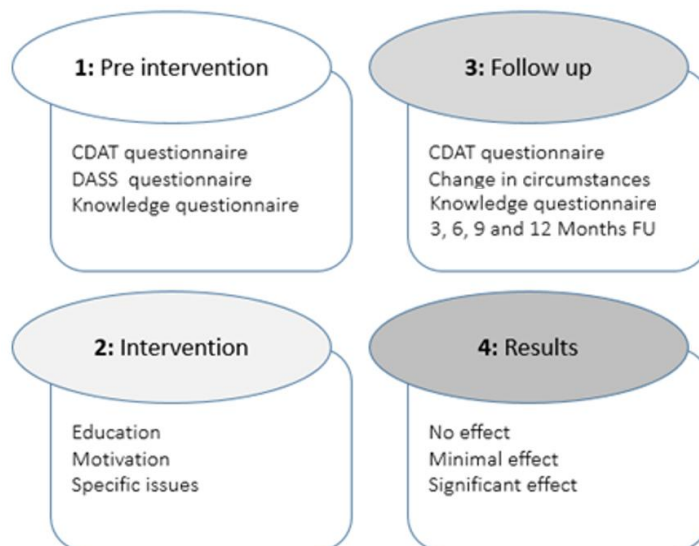 1: Pre intervention
CDAT questionnaire
DASS questionnaire
Knowledge questionnaire
2: Intervention
Education
Motivation
Specific issues
3: Follow up
CDAT questionnaire
Change in circumstances
Knowledge questionnaire
3, 6, 9 and 12 Months FU
4: Results
No effect
Minimal effect
Significant effect